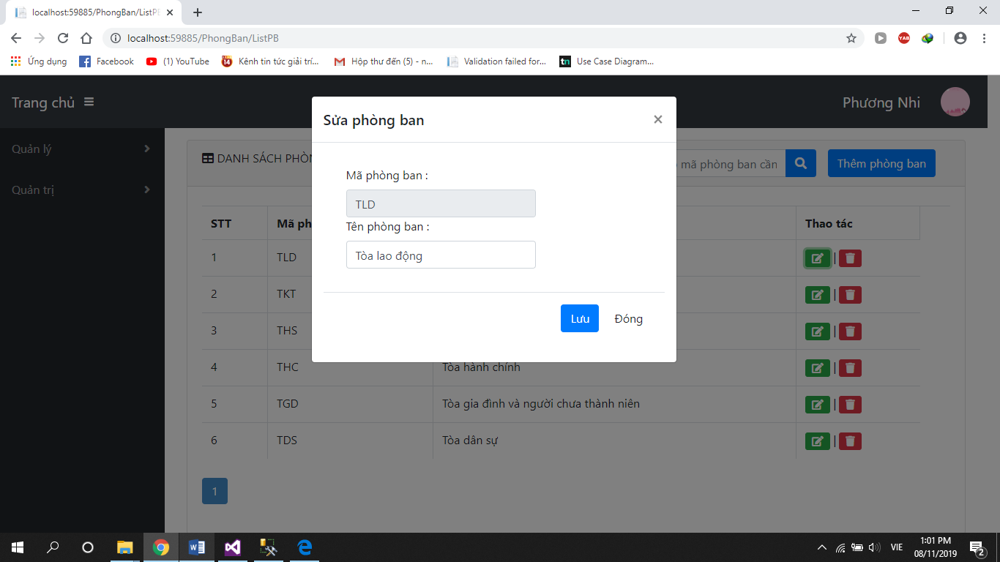 localhost:59885/PhongBan/ListPB
localhost:59885/PhongBan/ListPB
Ứng dụng
Facebook
(1) YouTube
Kênh tin tức giải trí...
Hộp thư đến (5) - n...
Validation failed for...
tn
Use Case Diagram...
YAB
14
Trang chủ
Phương Nhi
Quản lý
Quản trị
DANH SÁCH PHÒN
mã phòng ban cần
Thêm phòng ban
Sửa phòng ban
×
Mã phòng ban :
TLD
Tên phòng ban :
Tòa lao động
Lưu
Đóng
STT
Mã ph
Thao tác
1
TLD
|
2
TKT
|
3
THS
|
4
THC
Tòa hành chính
|
5
TGD
Tòa gia đình và người chưa thành niên
|
6
TDS
Tòa dân sự
|
1
VIE
1:01 PM
08/11/2019
2